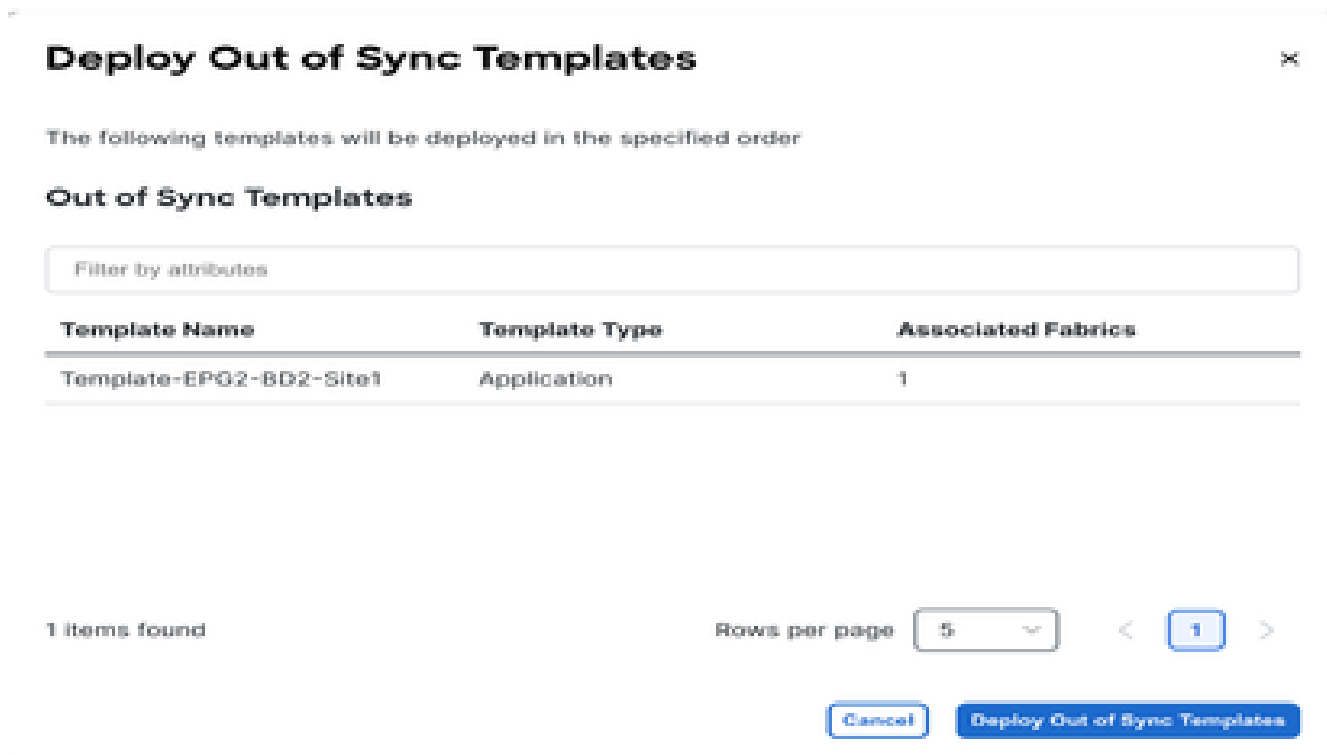 Deploy Out of Sync Templates
The following templates will be deployed in the specified order
Out of Sync Templates
Filter by attributes
Template Name Template Type Associated Fabrics
Template-EPG2-BD2-Site1 Application 1
1 items found Rows per page 5 1
Cancel Deploy Out of Sync Templates